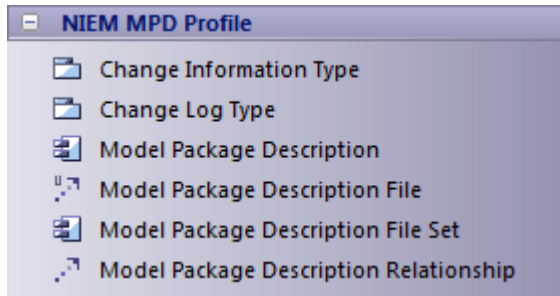 NIEM MPD Profile
Change Information Type
Change Log Type
Model Package Description
Model Package Description File
Model Package Description File Set
Model Package Description Relationship